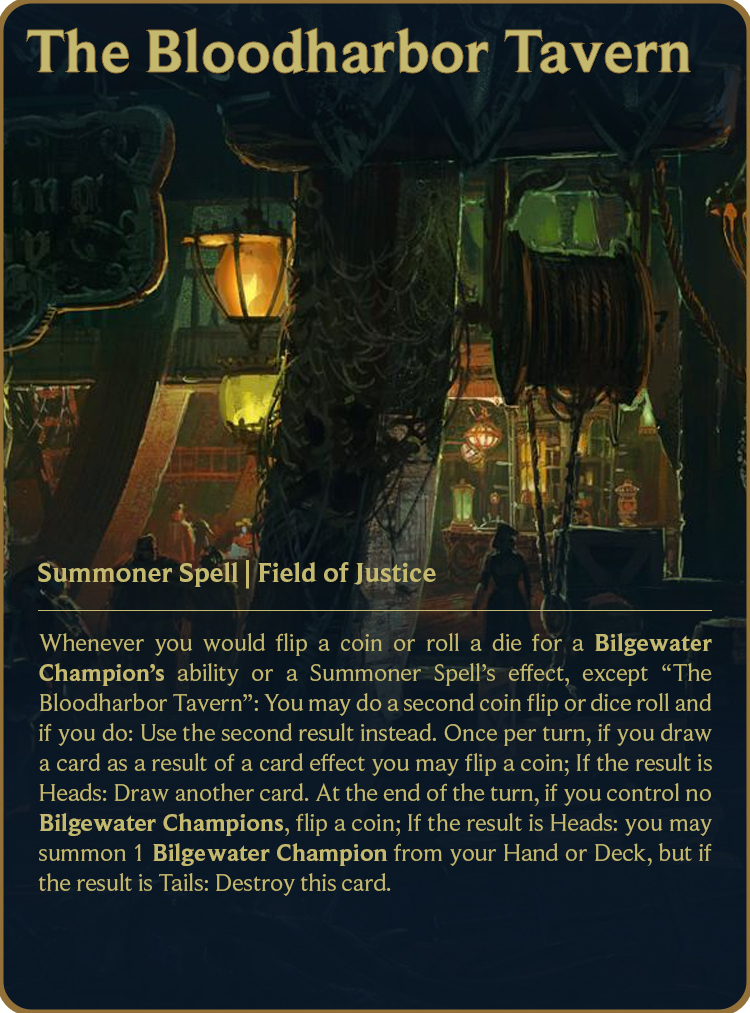 The Bloodharbor Tavern
Summoner Spell | Field of Justice
Whenever you would flip a coin or roll a die for a Bilgewater
Champion’s ability or a Summoner Spell’s effect, except “The
Bloodharbor Tavern”: You may do a second coin flip or dice roll and
if you do: Use the second result instead. Once per turn, if you draw
a card as a result of a card effect you may flip a coin; If the result is
Heads: Draw another card. At the end of the turn, if you control no
Bilgewater Champions, flip a coin; If the result is Heads: you may
summon 1 Bilgewater Champion from your Hand or Deck, but if
the result is Tails: Destroy this card.